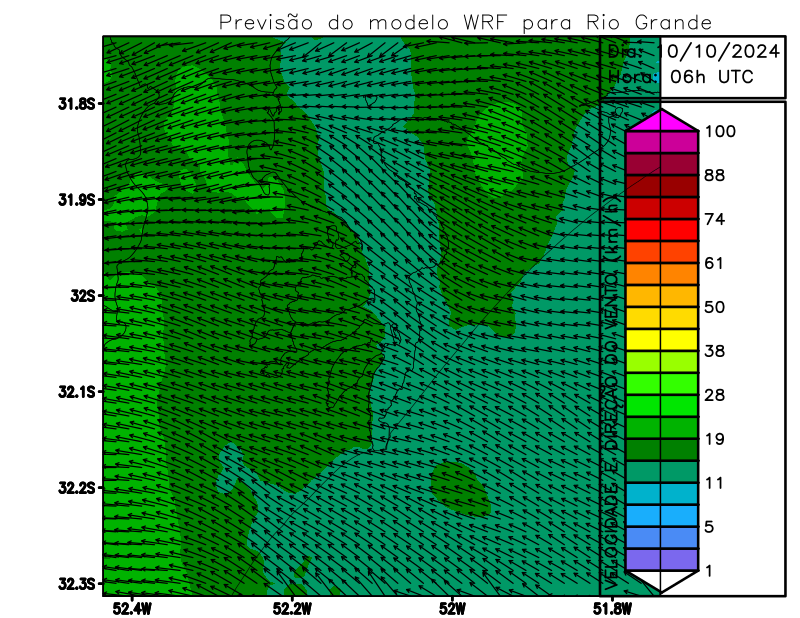 Previsão do modelo WRF para Rio Grande
Dia: 10/10/2024
Hora: 06h UTC
31.8S
31.9S
32S
32.1S
32.2S
32.3S
52.4W
52.2W
52W
51.8W
VELOCIDADE E DIREÇÃO DO VENTO (km/h)
100
88
74
61
50
38
28
19
11
5
1